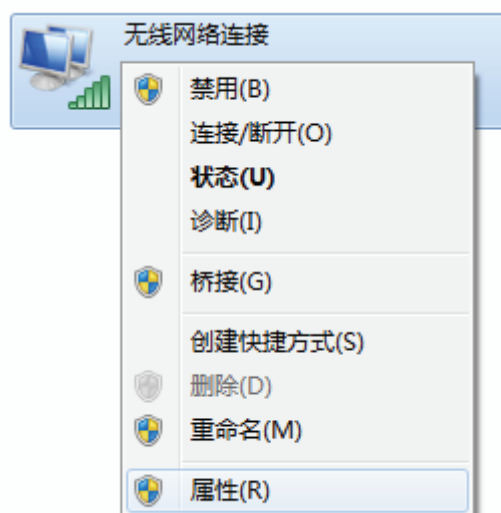 无线网络连接
禁用(B)
连接/断开(O)
状态(U)
诊断(I)
桥接(G)
创建快捷方式(S)
删除(D)
重命名(M)
属性(R)